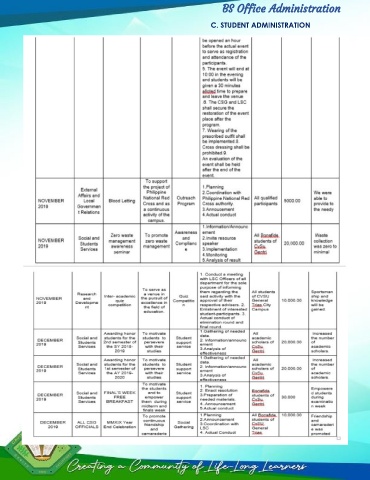 BS Office Administration
C. STUDENT ADMINISTRATION
be opened an hour
before the actual event
to serve as registration
and attendance of the
participants.
5. The event will end at
10:00 in the evening
and students will be
given a 30 minutes
alloted time to prepare
and leave the venue.
6. The CSG and LSC
shall secure the
restoration of the event
place after the
program.
7. Wearing of the
prescribed outfit shall
be implemented 8.
Cross dressing shall be
prohibited 9.
An evaluation of the
event shall be held
after the end of the
event.
NOVEMBER
2019
External
Affairs and
Local
Government Relations
Blood Letting
To support
the project of
Philippine
National Red
Cross and as
a continuous
activity of the
campus.
Outreach
Program
1.Planning
2.Coordination with
Philippine National Red
Cross authority
3.Announcement
4.Actual conduct
All qualified
participants
5000.00
We were
able to
provide to
the needy
NOVEMBER
2019
Social and
Students
Services
Zero waste
management
awareness
seminar
To promote
zero waste
management
Awareness
and
Compliance
1.Information/Announcement
2.Invite resource
speaker
3.Implementation
4.Monitoring
5.Analysis of result
All Bonafide
students of
CvSU
Gentri
20,000.00
Waste
collection
was zero to
minimal
NOVEMBER
2019
Research
and
Development
Inter- academic
quiz
competition
To serve as
a venue in
the pursuit of
excellence in
the field of
education.
Quiz
Competition
1. Conduct a meeting
with LSC Officers per
department for the sole
purpose of informing
them regarding the
said activity with the
approval of their
respective advisers. 2.
Enrolment of interested
student-participants. 3.
Actual conduct of
elimination round and
final round.
All students
of CVSU
General
Trias City
Campus
10,000.00
Sportsmanship and
knowledge
will be
gained
DECEMBER
2019
Social and
Students
Services
Awarding honor
students for the
2nd semester of
the SY 2018-
2019
To motivate
students to
persevere
with their
studies
Student
support
service
1.Gathering of needed
data
2. Information/announcement
3.Analysis of
effectiveness
All
academic
scholars of
CvSU
Gentri
20,000.00
Increased
the number
of
academic
scholars
DECEMBER
2019
Social and
Students
Services
Awarding honor
students for the
1st semester of
the AY 2019-
2020
To motivate
students to
persevere
with their
studies
Student
support
service
1.Gathering of needed
data
2. Information/announcement
3.Analysis of
effectiveness
All
academic
scholars of
CvSU
Gentri
20,000.00
Increased
the number
of
academic
scholars
DECEMBER
2019
Social and
Students
Services
FINAL'S WEEK
FREE
BREAKFAST
To motivate
the students
and to
empower
them during
midterm and
finals week
Student
support
service
1. Planning
2. Enact resolution
3.Preparation of
needed materials
4. Announcement
5.Actual conduct
Bonafide
students of
CvSU
Gentri
50,000
Empowered
students
during
examination week
DECEMBER
2019
ALL CSG
OFFICIALS
MMXIX Year
End Celebration
To promote
continuous
friendship
and
camaraderie
Social
Gathering
1.Planning
2.Announcement
3.Coordination with
LSC
4. Actual Conduct
All Bonafide
students of
CvSU
General
Trias
10,000.00
Friendship
and
camaraderie
was
promoted
Creating a Community of Life-Long Learners